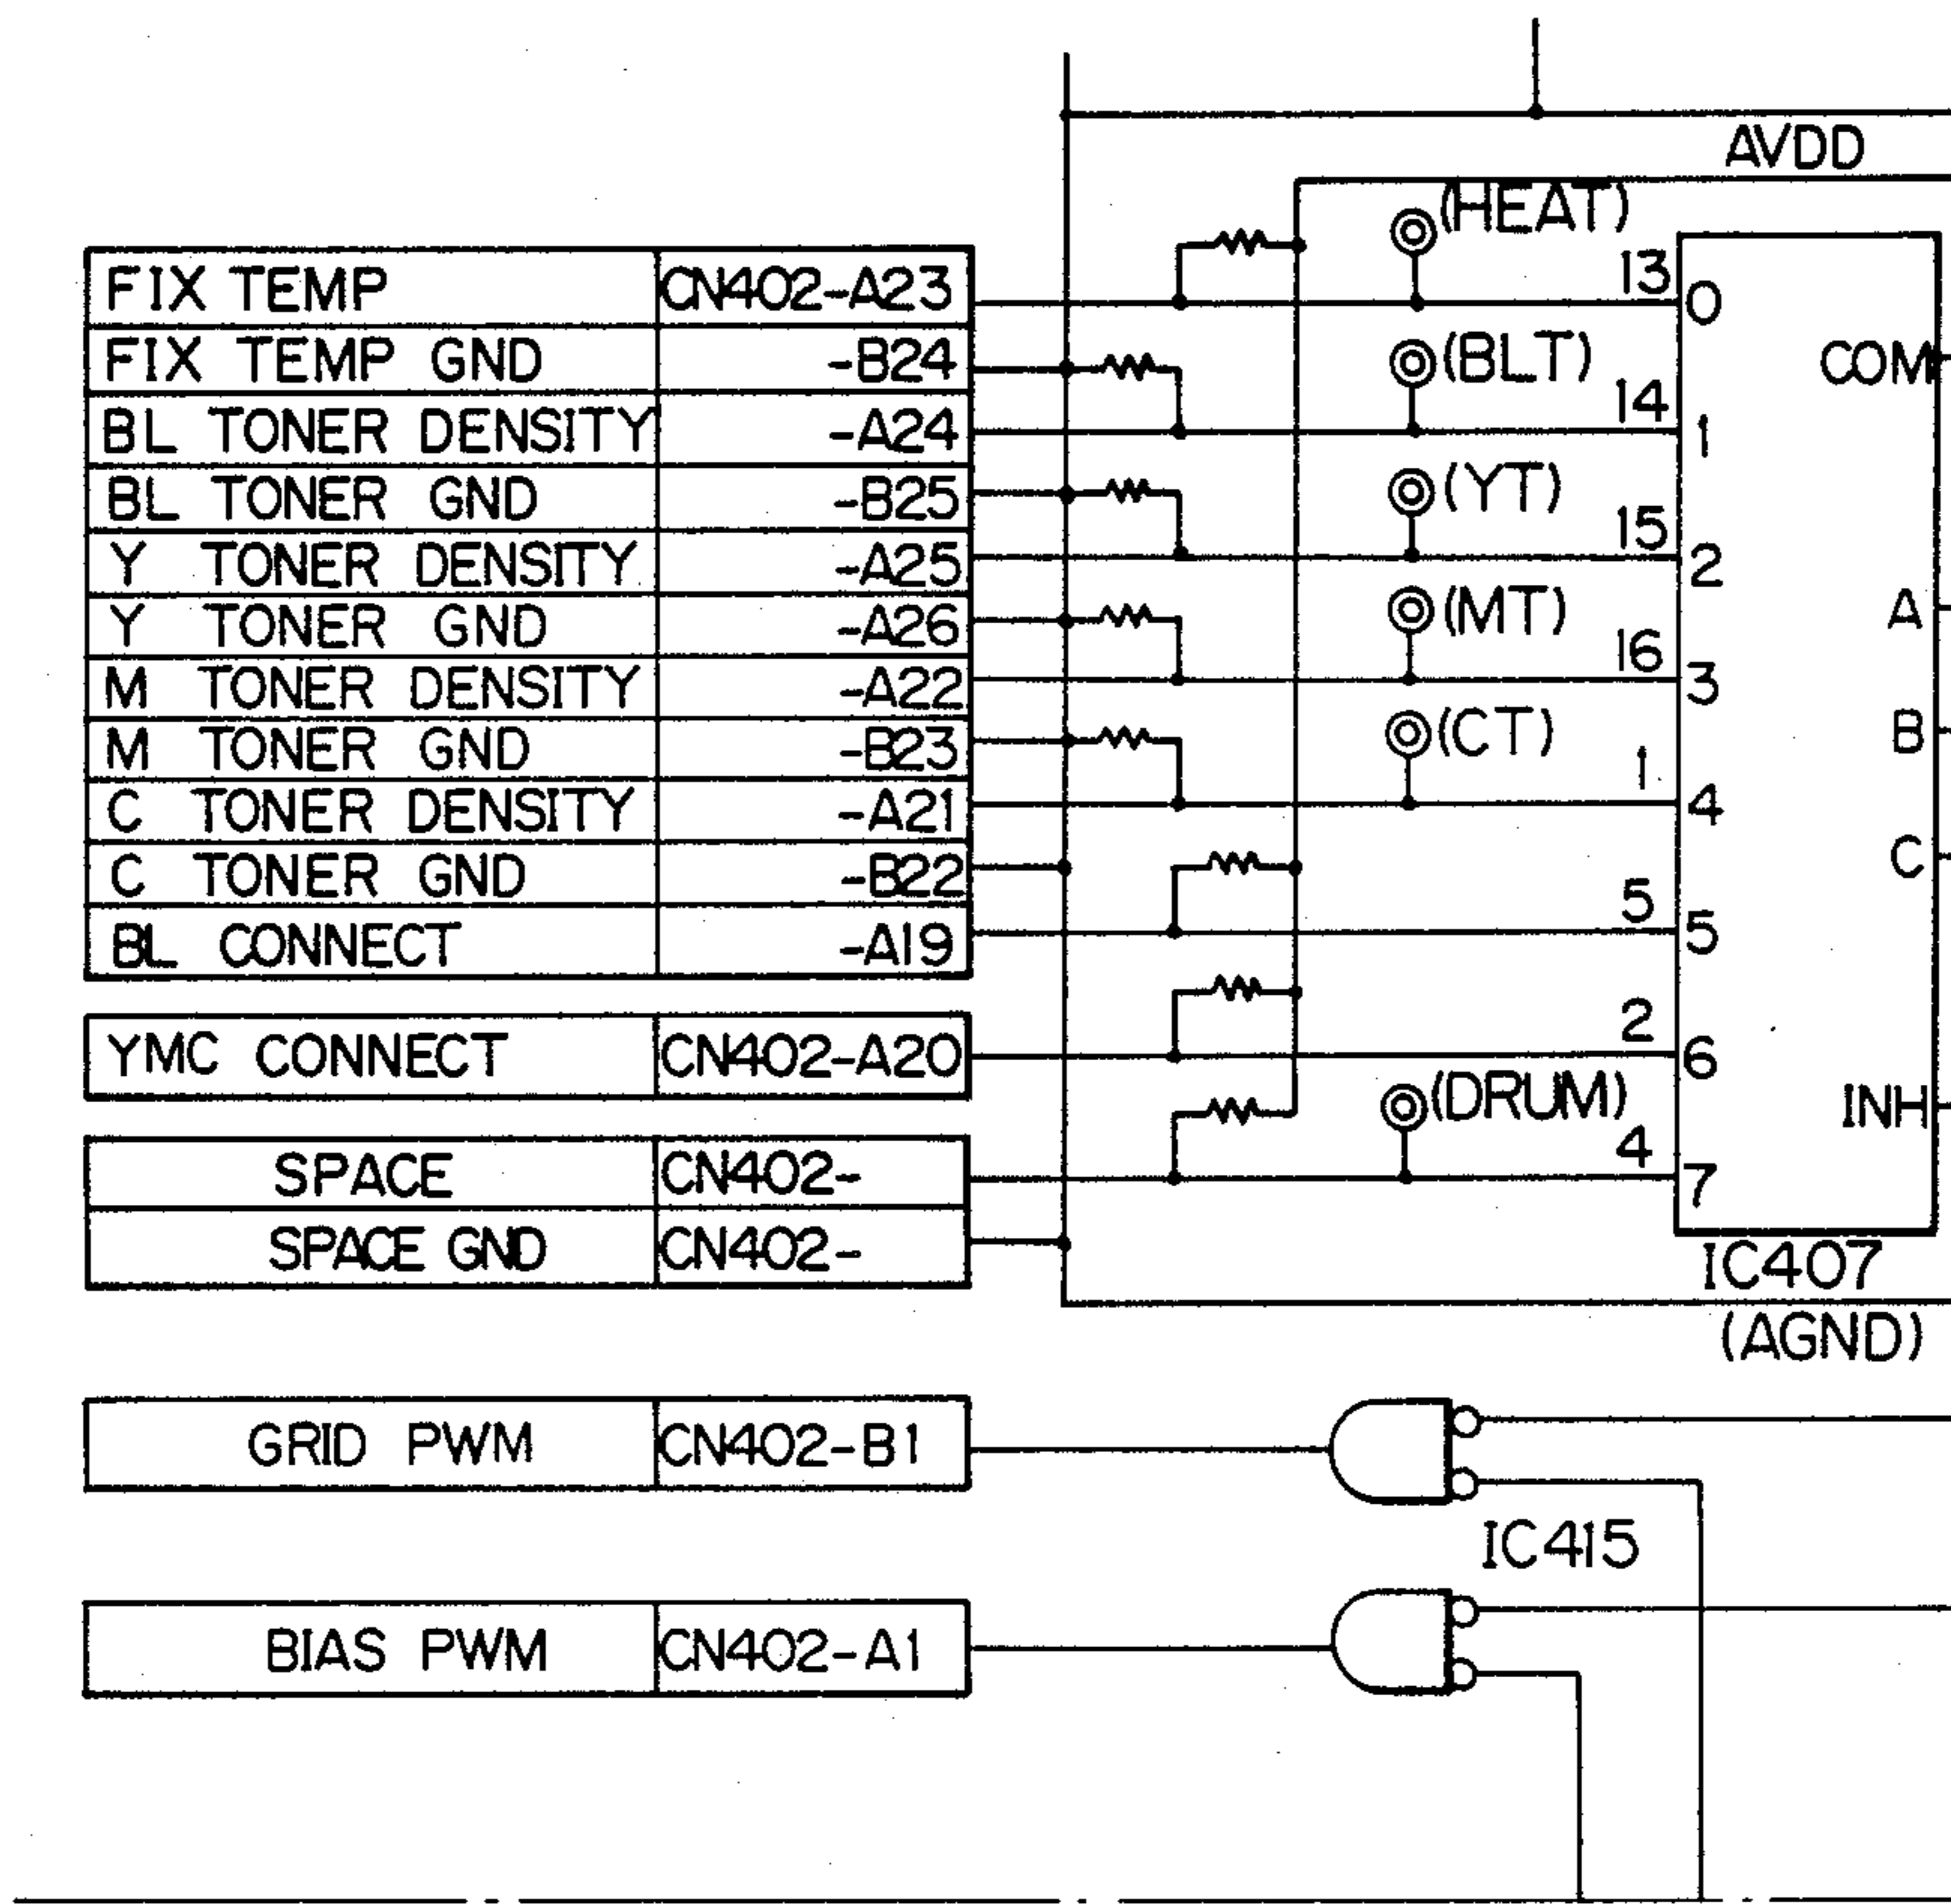 AVDD
(HEAT)
FIX TEMP CN402-A23 13 0
FIX TEMP GND -B24 (BLT) COM
BL TONER DENSITY -A24 14 1
BL TONER GND -B25 (YT)
Y TONER DENSITY -A25 15 2
Y TONER GND -A26 (MT) A
M TONER DENSITY -A22 16 3
M TONER GND -B23 (CT) B
C TONER DENSITY -A21 1 4
C TONER GND -B22 C
BL CONNECT -A19 5 5
YMC CONNECT CN402-A20 2 6
(DRUM) INH
SPACE CN402- 4 7
SPACE GND CN402- IC407
(AGND)
GRID PWM CN402-B1
IC415
BIAS PWM CN402-A1